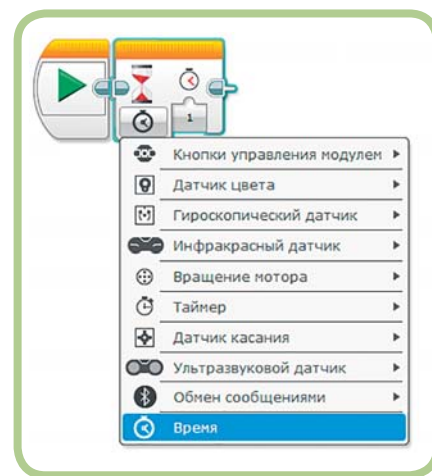 1
Кнопки управления модулем
Датчик цвета
Гироскопический датчик
Инфракрасный датчик
Вращение мотора
Таймер
Датчик касания
Ультразвуковой датчик
Обмен сообщениями
Время